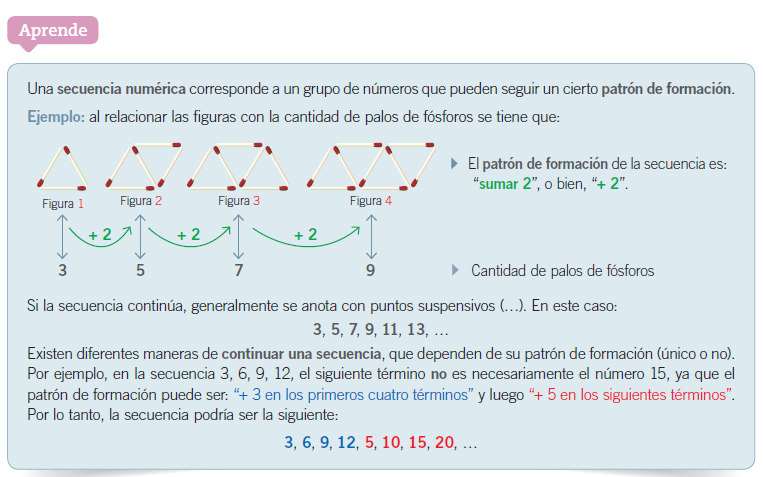 Aprende
Una secuencia numérica corresponde a un grupo de números que pueden seguir un cierto patrón de formación.
Ejemplo: al relacionar las figuras con la cantidad de palos de fósforos se tiene que:
El patrón de formación de la secuencia es:
"sumar 2", o bien, "+ 2".
Figura 1 Figura 2 Figura 3 Figura 4
+ 2 + 2 + 2
3 5 7 9 Cantidad de palos de fósforos
Si la secuencia continúa, generalmente se anota con puntos suspensivos (…). En este caso:
3, 5, 7, 9, 11, 13, …
Existen diferentes maneras de continuar una secuencia, que dependen de su patrón de formación (único o no).
Por ejemplo, en la secuencia 3, 6, 9, 12, el siguiente término no es necesariamente el número 15, ya que el
patrón de formación puede ser: "+ 3 en los primeros cuatro términos" y luego "+ 5 en los siguientes términos".
Por lo tanto, la secuencia podría ser la siguiente:
3, 6, 9, 12, 5, 10, 15, 20, …